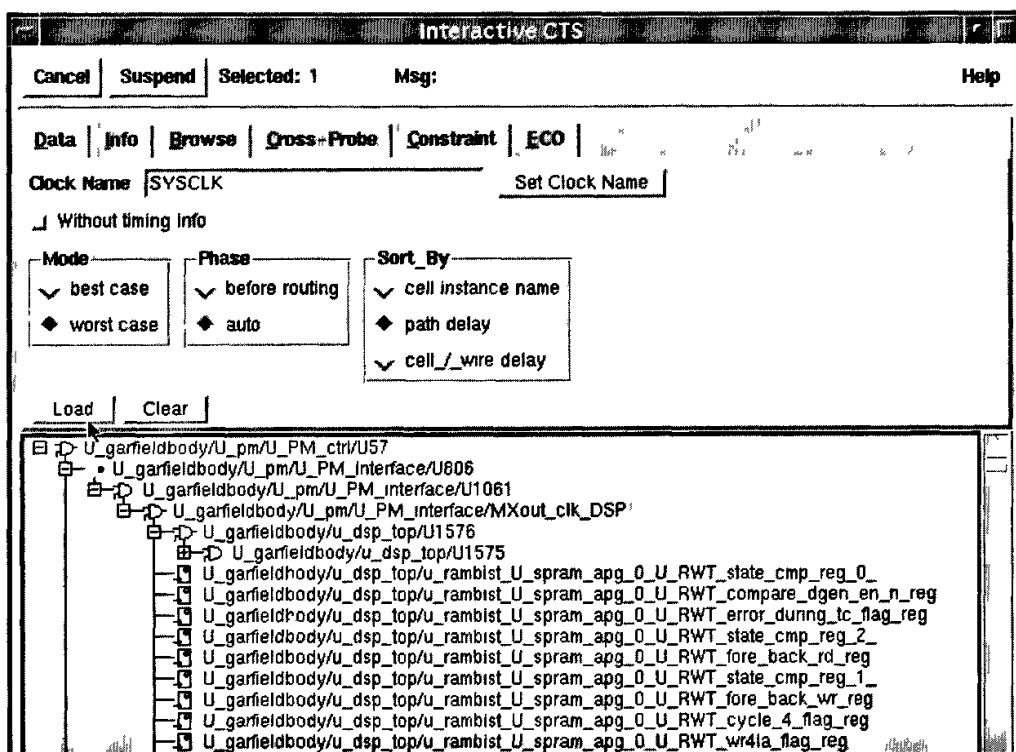 Interactive CTS
Cancel Suspend Selected: 1 Msg: Help
Data Info Browse Cross-Probe Constraint ECO
Clock Name SYSCLK Set Clock Name
Without timing info
Mode Phase Sort_By
best case before routing cell instance name
worst case auto path delay
cell_/_wire delay
Load Clear
U_garfieldbody/U_pm/U_PM_ctrl/U57
U_garfieldbody/U_pm/U_PM_interface/U806
U_garfieldbody/U_pm/U_PM_interface/U1061
U_garfieldbody/U_pm/U_PM_interface/MXout_clk_DSP
U_garfieldbody/u_dsp_top/U1576
U_garfieldbody/u_dsp_top/U1575
U_garfieldbody/u_dsp_top/u_rambist_U_spram_apg_0_U_RWT_state_cmp_reg_0_
U_garfieldbody/u_dsp_top/u_rambist_U_spram_apg_0_U_RWT_compare_dgen_en_n_reg
U_garfieldbody/u_dsp_top/u_rambist_U_spram_apg_0_U_RWT_error_during_tc_flag_reg
U_garfieldbody/u_dsp_top/u_rambist_U_spram_apg_0_U_RWT_state_cmp_reg_2_
U_garfieldbody/u_dsp_top/u_rambist_U_spram_apg_0_U_RWT_fore_back_rd_reg
U_garfieldbody/u_dsp_top/u_rambist_U_spram_apg_0_U_RWT_state_cmp_reg_1_
U_garfieldbody/u_dsp_top/u_rambist_U_spram_apg_0_U_RWT_fore_back_wr_reg
U_garfieldbody/u_dsp_top/u_rambist_U_spram_apg_0_U_RWT_cycle_4_flag_reg
U_garfieldbody/u_dsp_top/u_rambist_U_spram_apg_0_U_RWT_wr4la_flag_reg